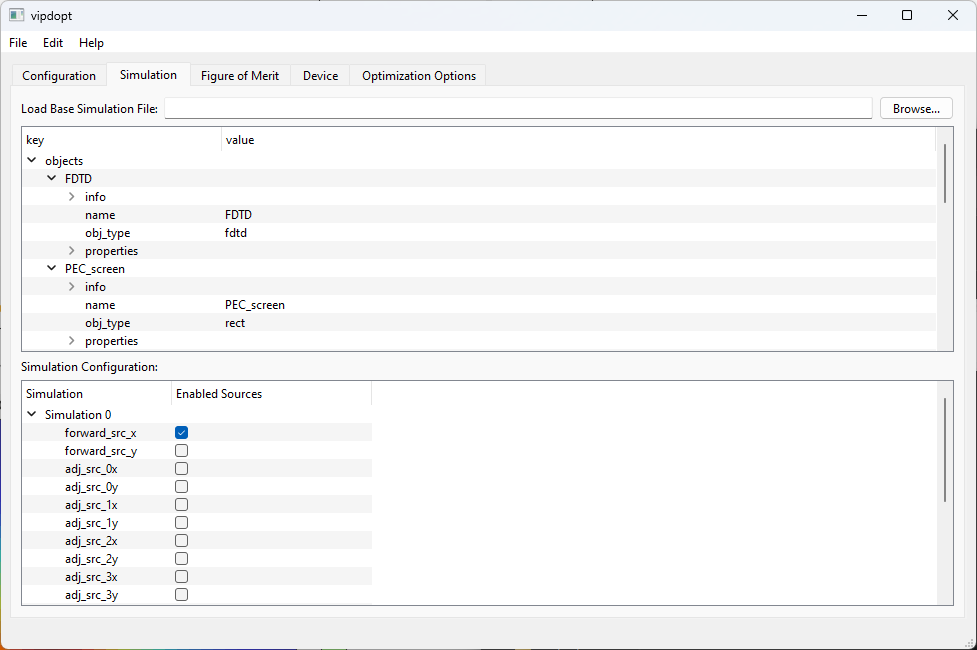 vipdopt
File Edit Help
Configuration Simulation Figure of Merit Device Optimization Options
Load Base Simulation File: Browse...
key value
objects
FDTD
info
name FDTD
obj_type fdtd
properties
PEC_screen
info
name PEC_screen
obj_type rect
properties
Simulation Configuration:
Simulation Enabled Sources
Simulation 0
forward_src_x
forward_src_y
adj_src_0x
adj_src_0y
adj_src_1x
adj_src_1y
adj_src_2x
adj_src_2y
adj_src_3x
adj_src_3y